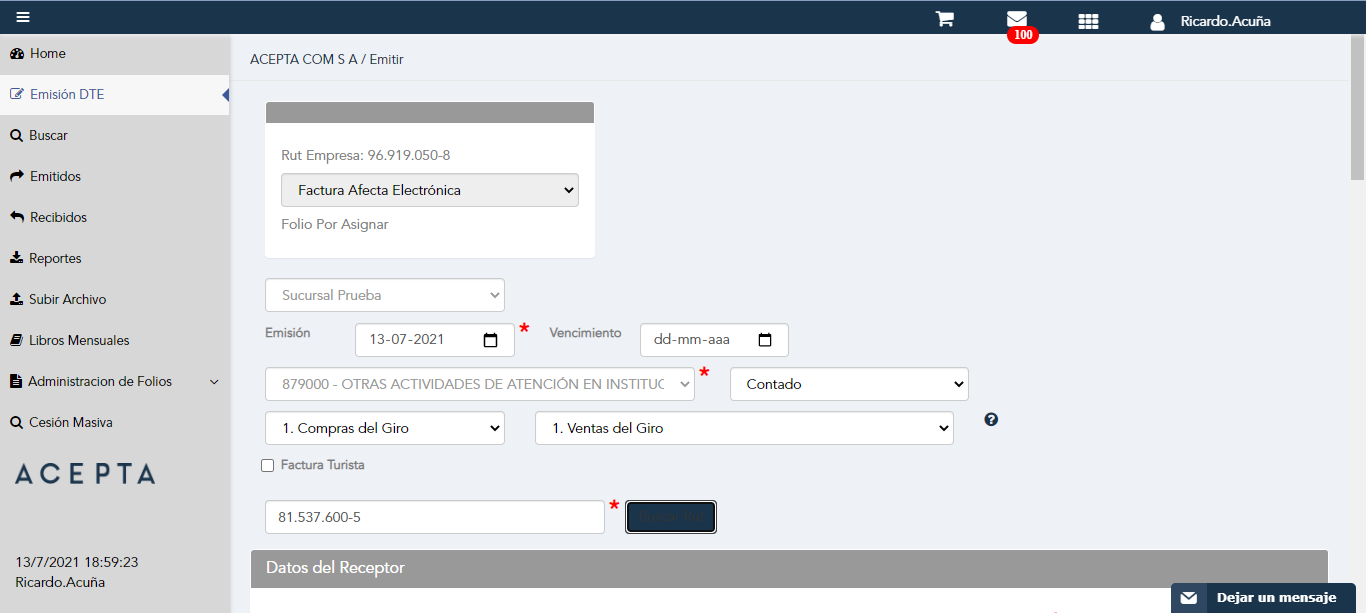 100
Ricardo.Acuña
Home
Emisión DTE
Buscar
Emitidos
Recibidos
Reportes
Subir Archivo
Libros Mensuales
Administracion de Folios
Cesión Masiva
ACEPTA
13/7/2021 18:59:23
Ricardo.Acuña
ACEPTA COM S A / Emitir
Rut Empresa: 96.919.050-8
Factura Afecta Electrónica
Folio Por Asignar
Sucursal Prueba
Emisión 13-07-2021 * Vencimiento dd-mm-aaa
879000 - OTRAS ACTIVIDADES DE ATENCIÓN EN INSTITUC * Contado
1. Compras del Giro 1. Ventas del Giro ?
Factura Turista
81.537.600-5 *
Datos del Receptor
Dejar un mensaje